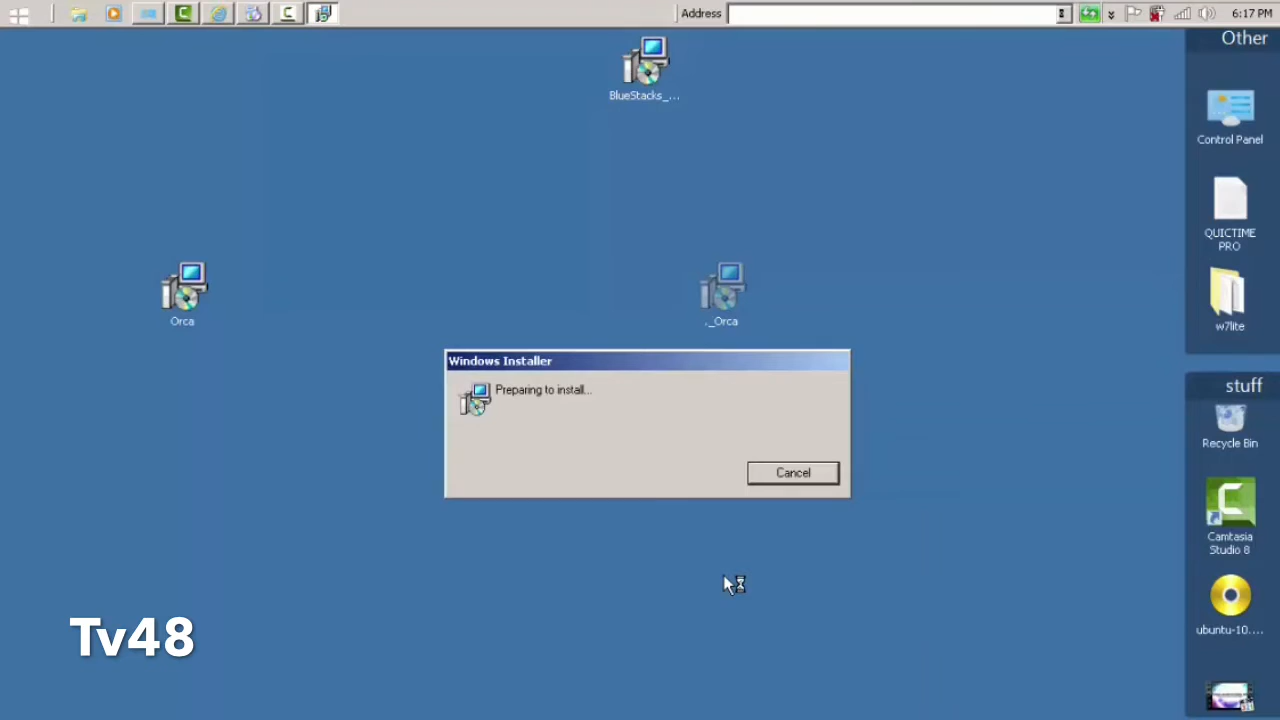 Address
6:17 PM
Other
BlueStacks_...
Control Panel
QUICTIME
PRO
Orca
._Orca
w7lite
Windows Installer
Preparing to install...
Cancel
stuff
Recycle Bin
Camtasia
Studio 8
ubuntu-10....
Tv48